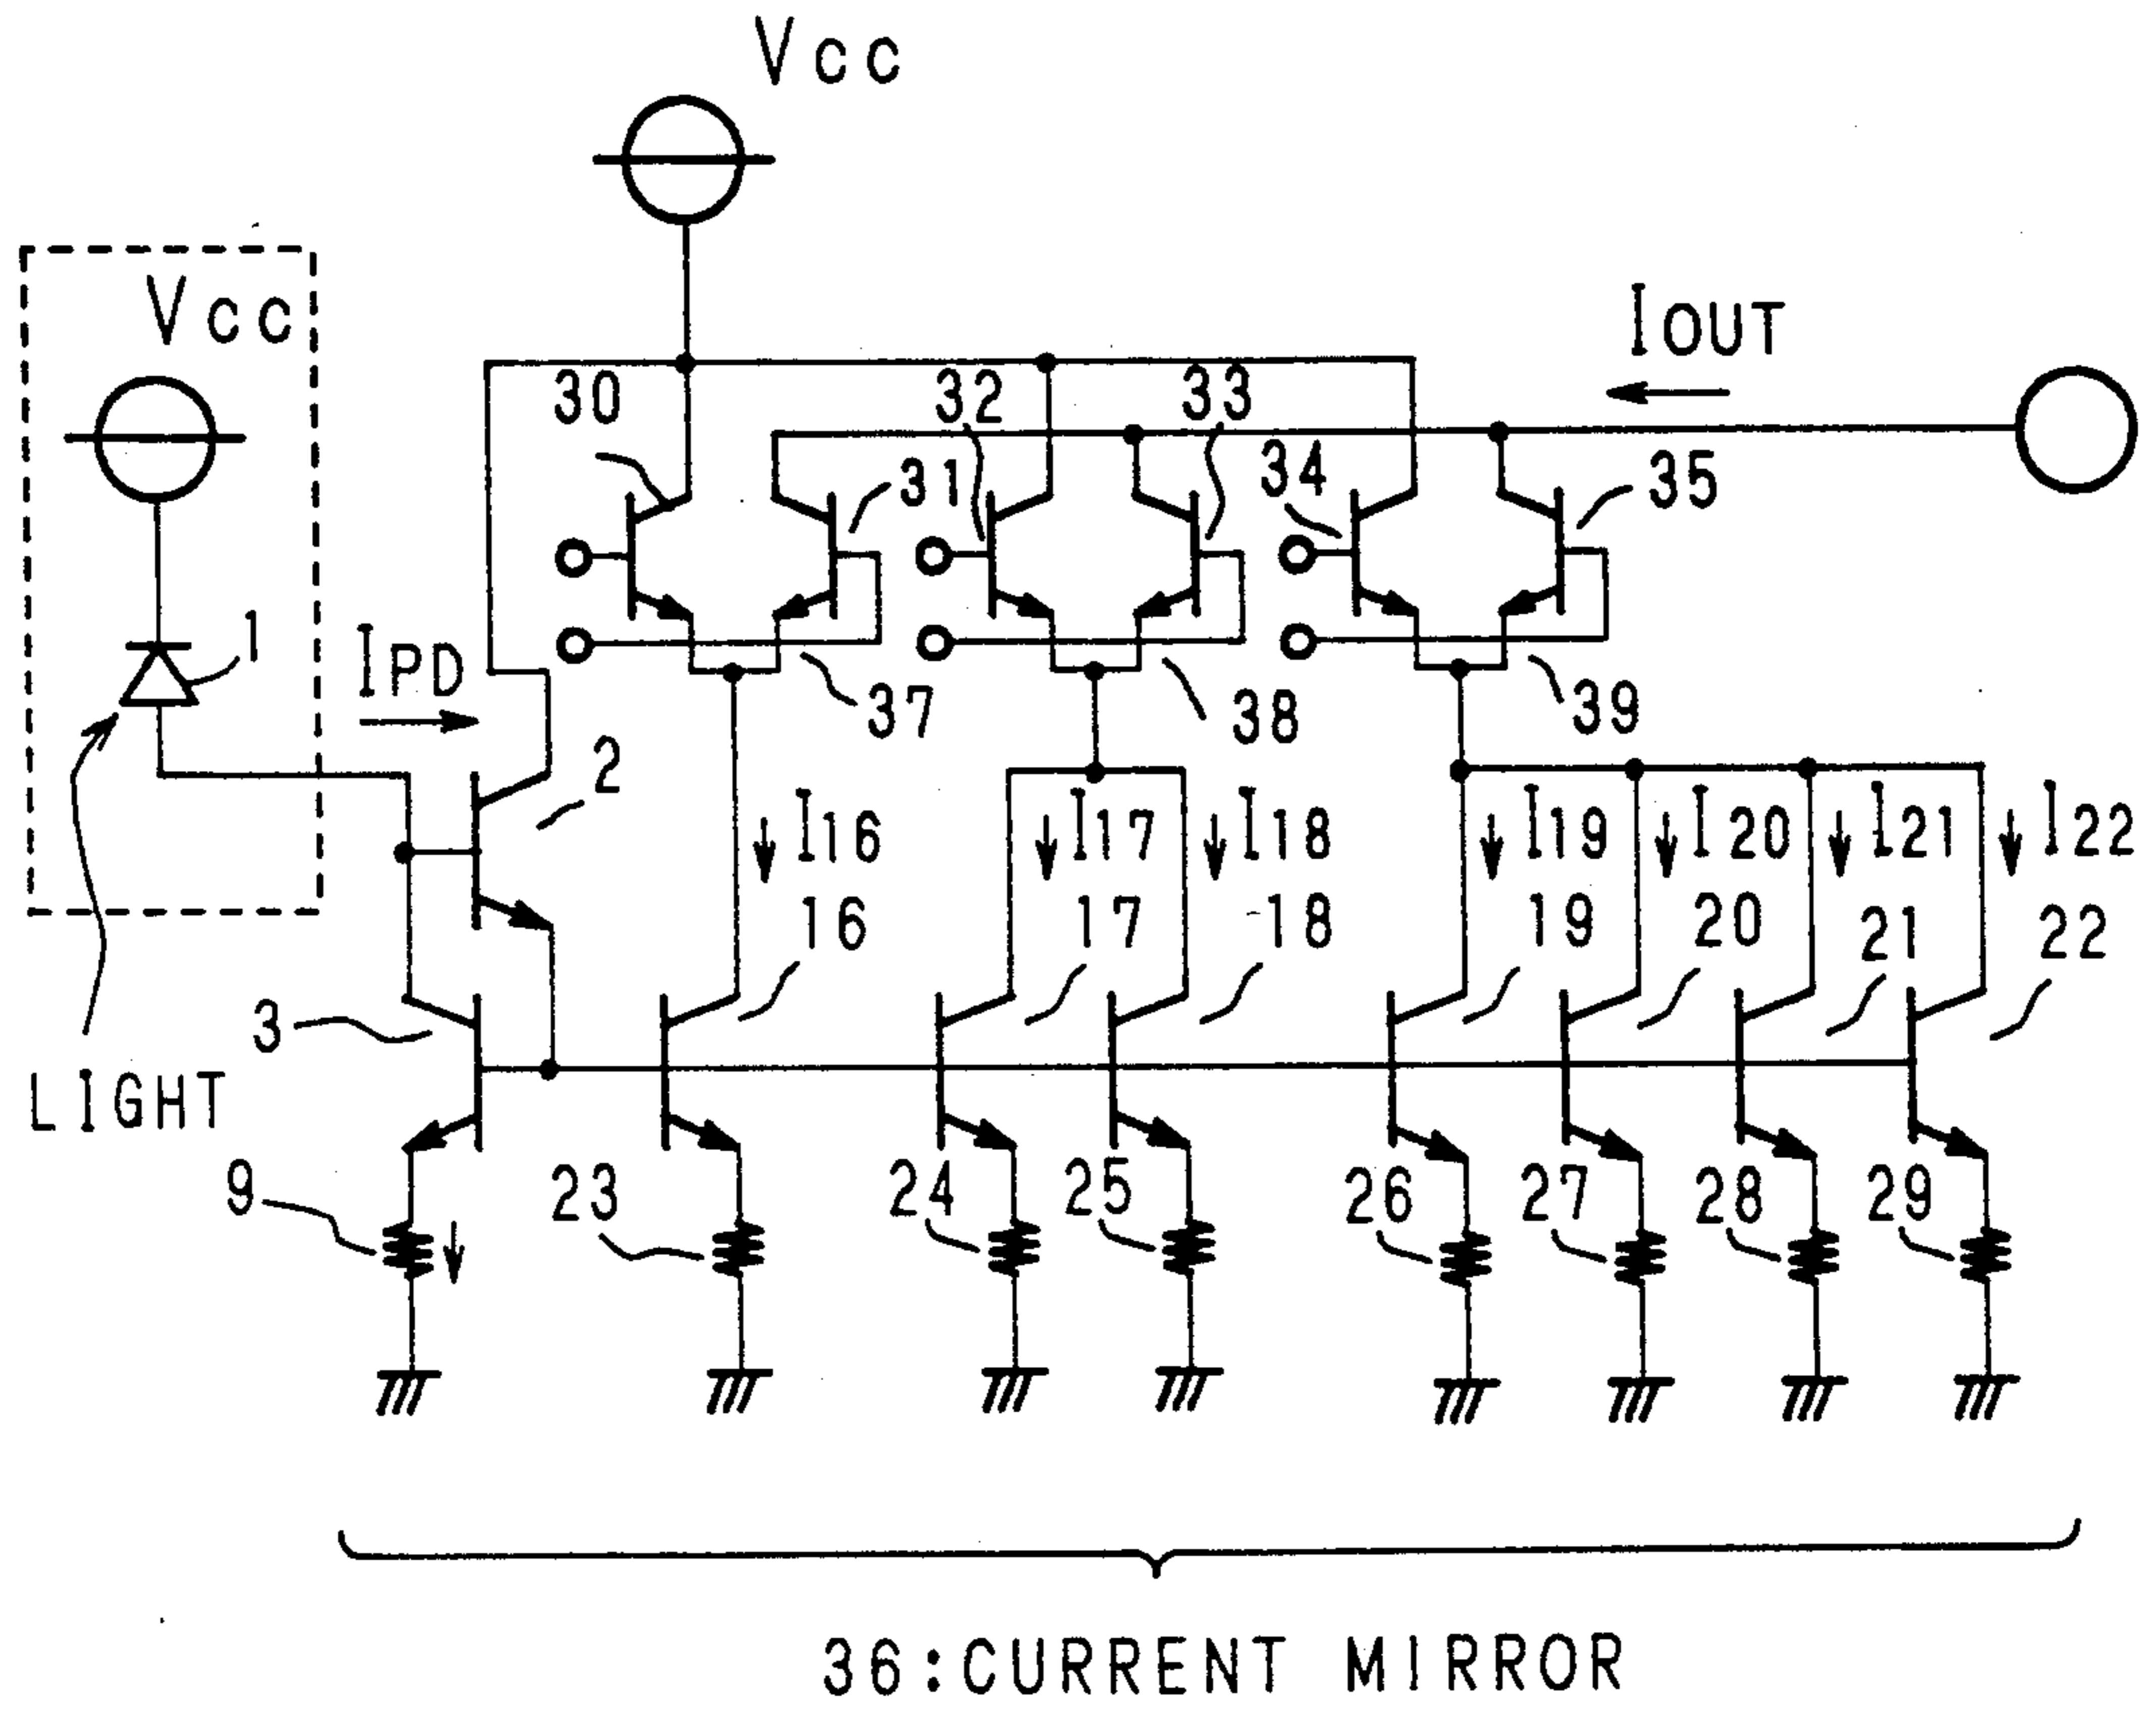 Vcc
Vcc
IOUT
30
32
33
31
34
35
1
IPD
37
38
39
2
I16
I17
I18
I19
I20
I21
I22
16
17
18
19
20
21
22
3
LIGHT
9
23
24
25
26
27
28
29
36:CURRENT MIRROR